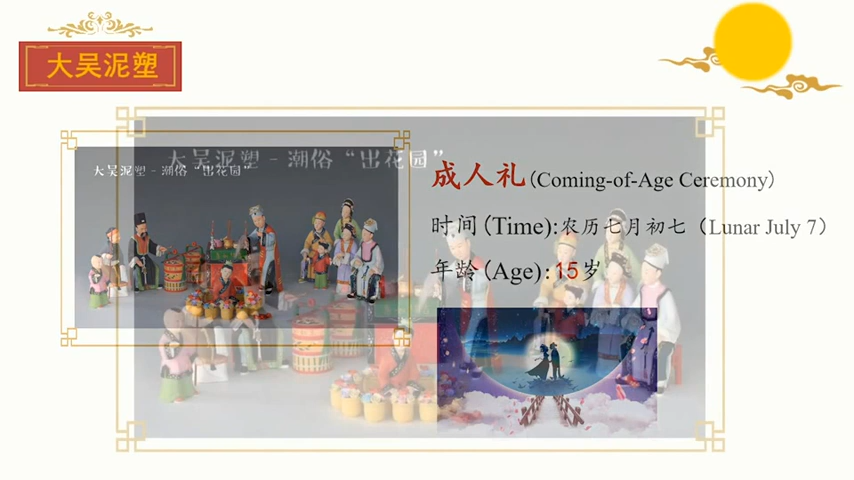 大吴泥塑
大吴泥塑 - 潮俗“出花园”
大吴泥塑 - 潮俗“出花园”
成人礼(Coming-of-Age Ceremony)
时间(Time):农历七月初七（Lunar July 7）
年龄(Age):15岁